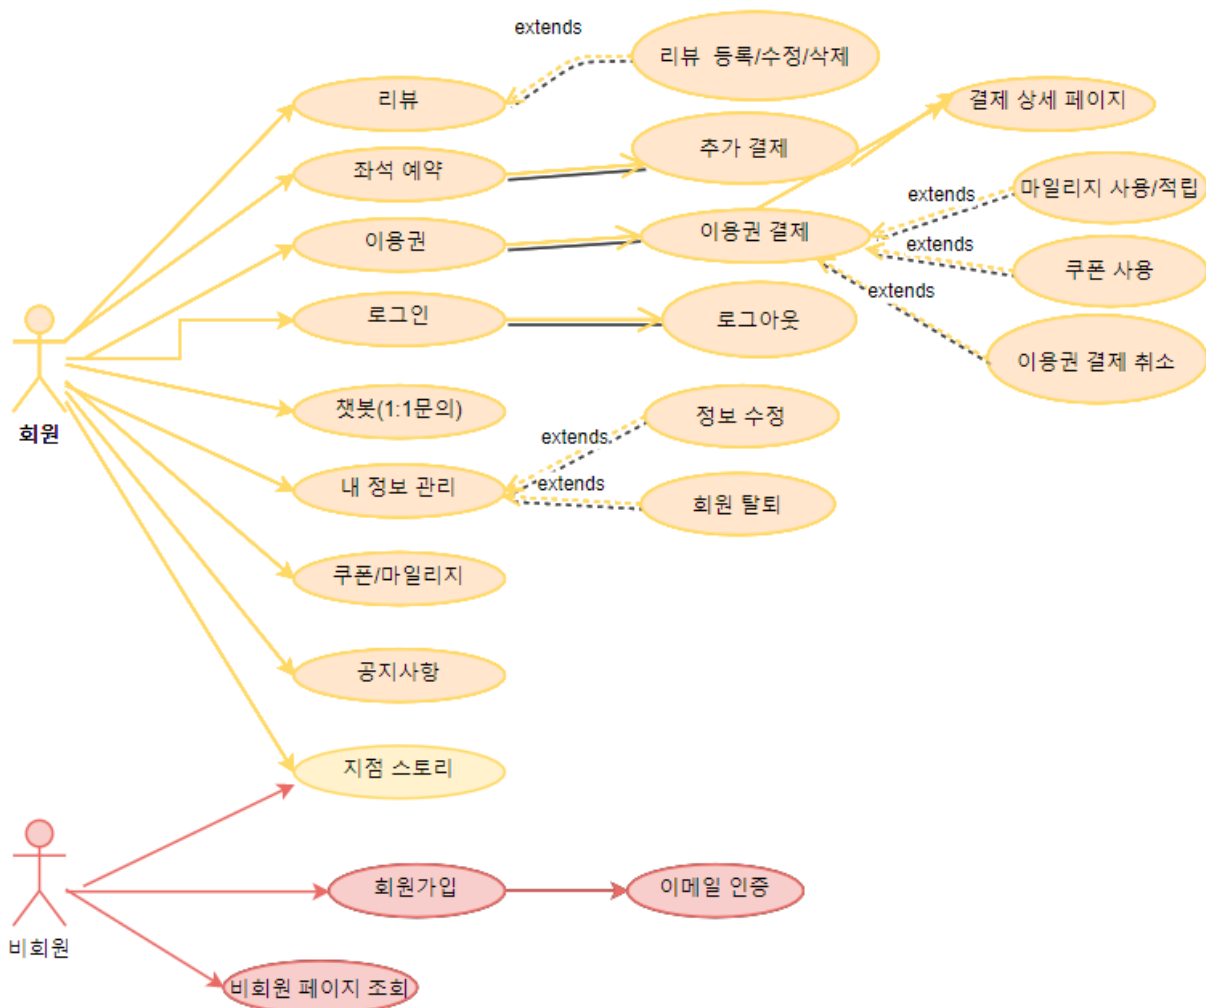 extends
리뷰 등록/수정/삭제
리뷰
결제 상세 페이지
추가 결제
좌석 예약
마일리지 사용/적립
extends
이용권
이용권 결제
extends
쿠폰 사용
extends
로그인
로그아웃
이용권 결제 취소
회원
챗봇(1:1문의)
정보 수정
extends
내 정보 관리
extends
회원 탈퇴
쿠폰/마일리지
공지사항
지점 스토리
회원가입
이메일 인증
비회원
비회원 페이지 조회